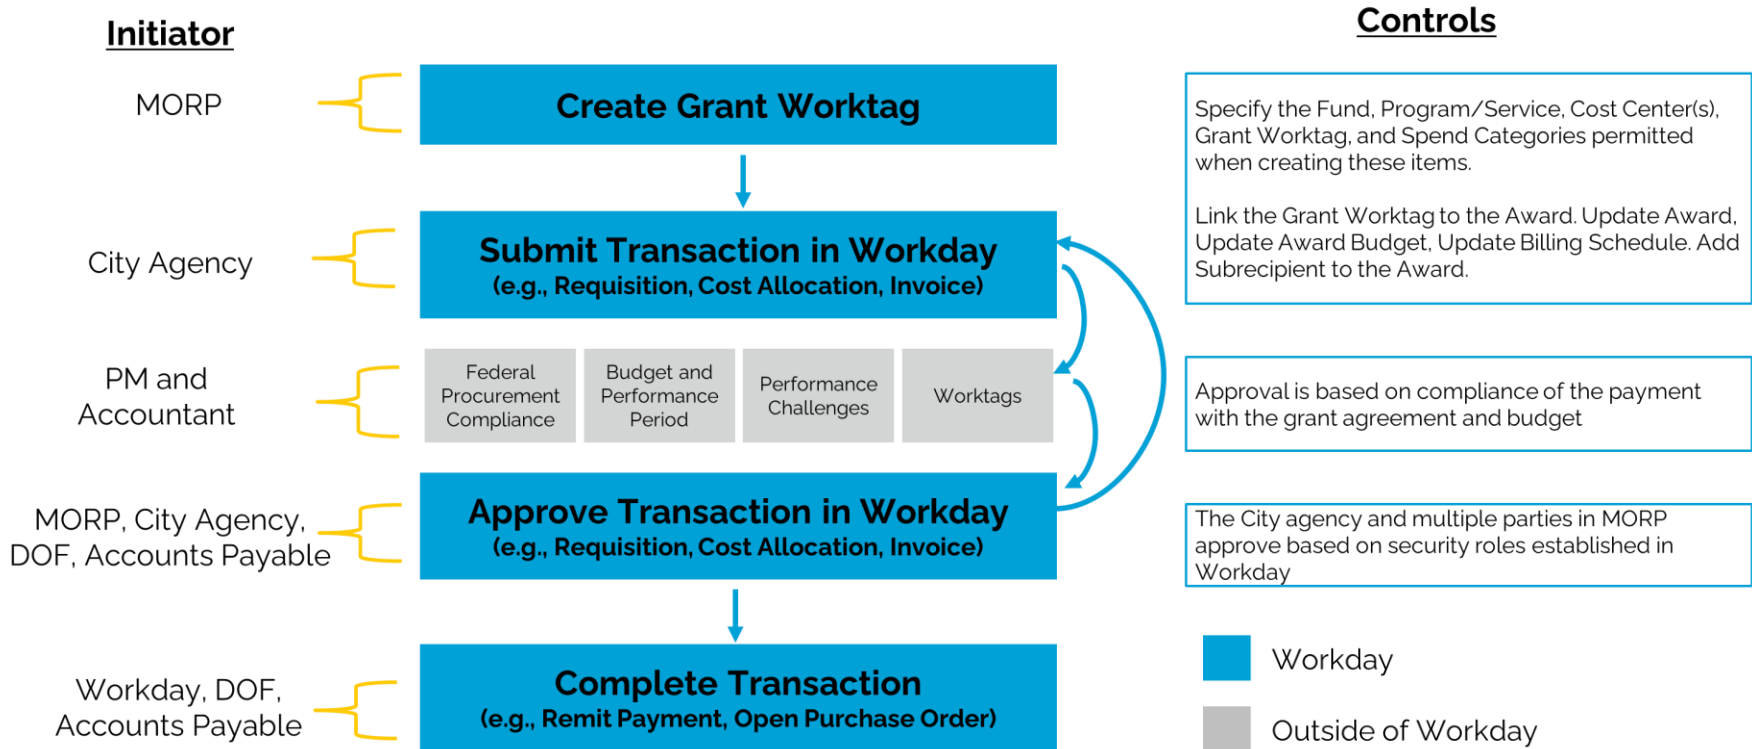 Initiator
Controls
MORP
Create Grant Worktag
Specify the Fund, Program/Service, Cost Center(s),
Grant Worktag, and Spend Categories permitted
when creating these items.
Link the Grant Worktag to the Award. Update Award,
Update Award Budget, Update Billing Schedule. Add
Subrecipient to the Award.
City Agency
Submit Transaction in Workday
(e.g., Requisition, Cost Allocation, Invoice)
PM and
Accountant
Federal
Procurement
Compliance
Budget and
Performance
Period
Performance
Challenges
Worktags
Approval is based on compliance of the payment
with the grant agreement and budget
MORP, City Agency,
DOF, Accounts Payable
Approve Transaction in Workday
(e.g., Requisition, Cost Allocation, Invoice)
The City agency and multiple parties in MORP
approve based on security roles established in
Workday
Workday, DOF,
Accounts Payable
Complete Transaction
(e.g., Remit Payment, Open Purchase Order)
Workday
Outside of Workday